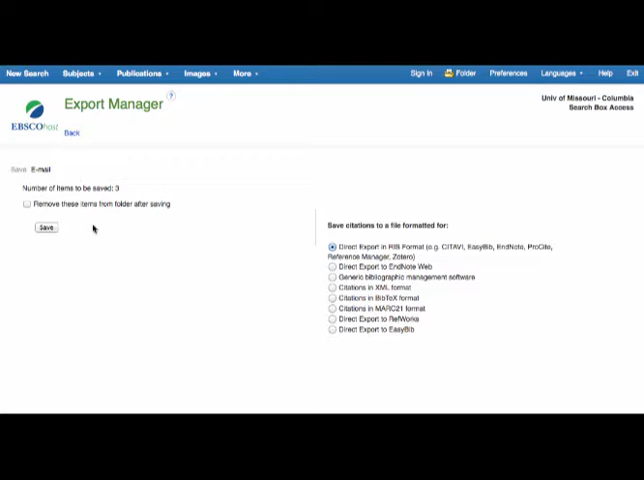 New Search Subjects Publications Images More Sign In Folder Preferences Languages Help Exit
Export Manager ?
Univ of Missouri - Columbia
Search Box Access
EBSCOhost
Back
Save E-mail
Number of items to be saved: 3
Remove these items from folder after saving
Save
Save citations to a file formatted for:
Direct Export in RIS Format (e.g. CITAVI, EasyBib, EndNote, ProCite,
Reference Manager, Zotero)
Direct Export to EndNote Web
Generic bibliographic management software
Citations in XML format
Citations in BibTeX format
Citations in MARC21 format
Direct Export to RefWorks
Direct Export to EasyBib